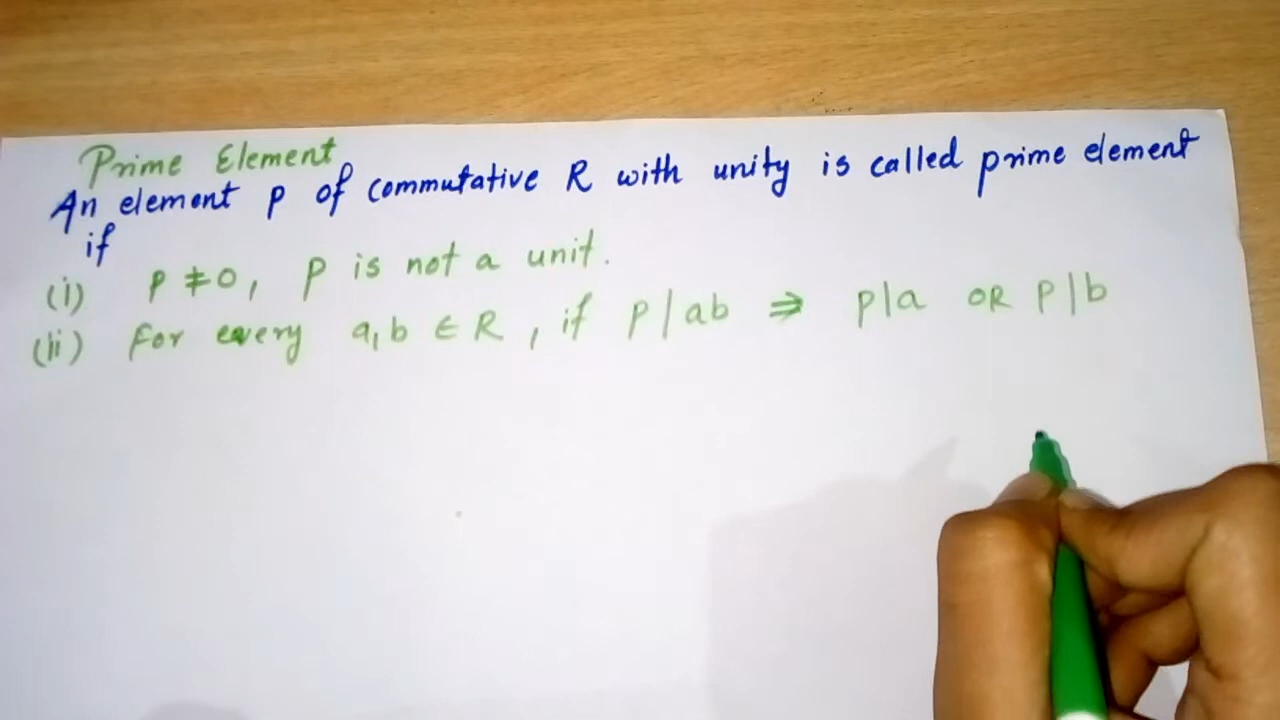 Prime Element
An element p of commutative R with unity is called prime element
if
(i) P ≠ 0, P is not a unit.
(ii) For every a,b ∈ R, if P|ab ⇒ p|a OR P|b